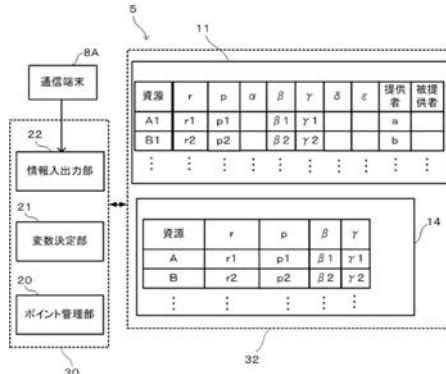 5
8A
11
通信端末
22
情報入出力部
21
変数決定部
20
ポイント管理部
30
資源 r p α β γ δ ε 提供者 被提供者
A1 r1 p1 β1 γ1 a
B1 r2 p2 β2 γ2 b
⋮ ⋮ ⋮ ⋮ ⋮ ⋮ ⋮ ⋮ ⋮ ⋮
14
資源 r p β γ
A r1 p1 β1 γ1
B r2 p2 β2 γ2
⋮ ⋮ ⋮ ⋮ ⋮
32